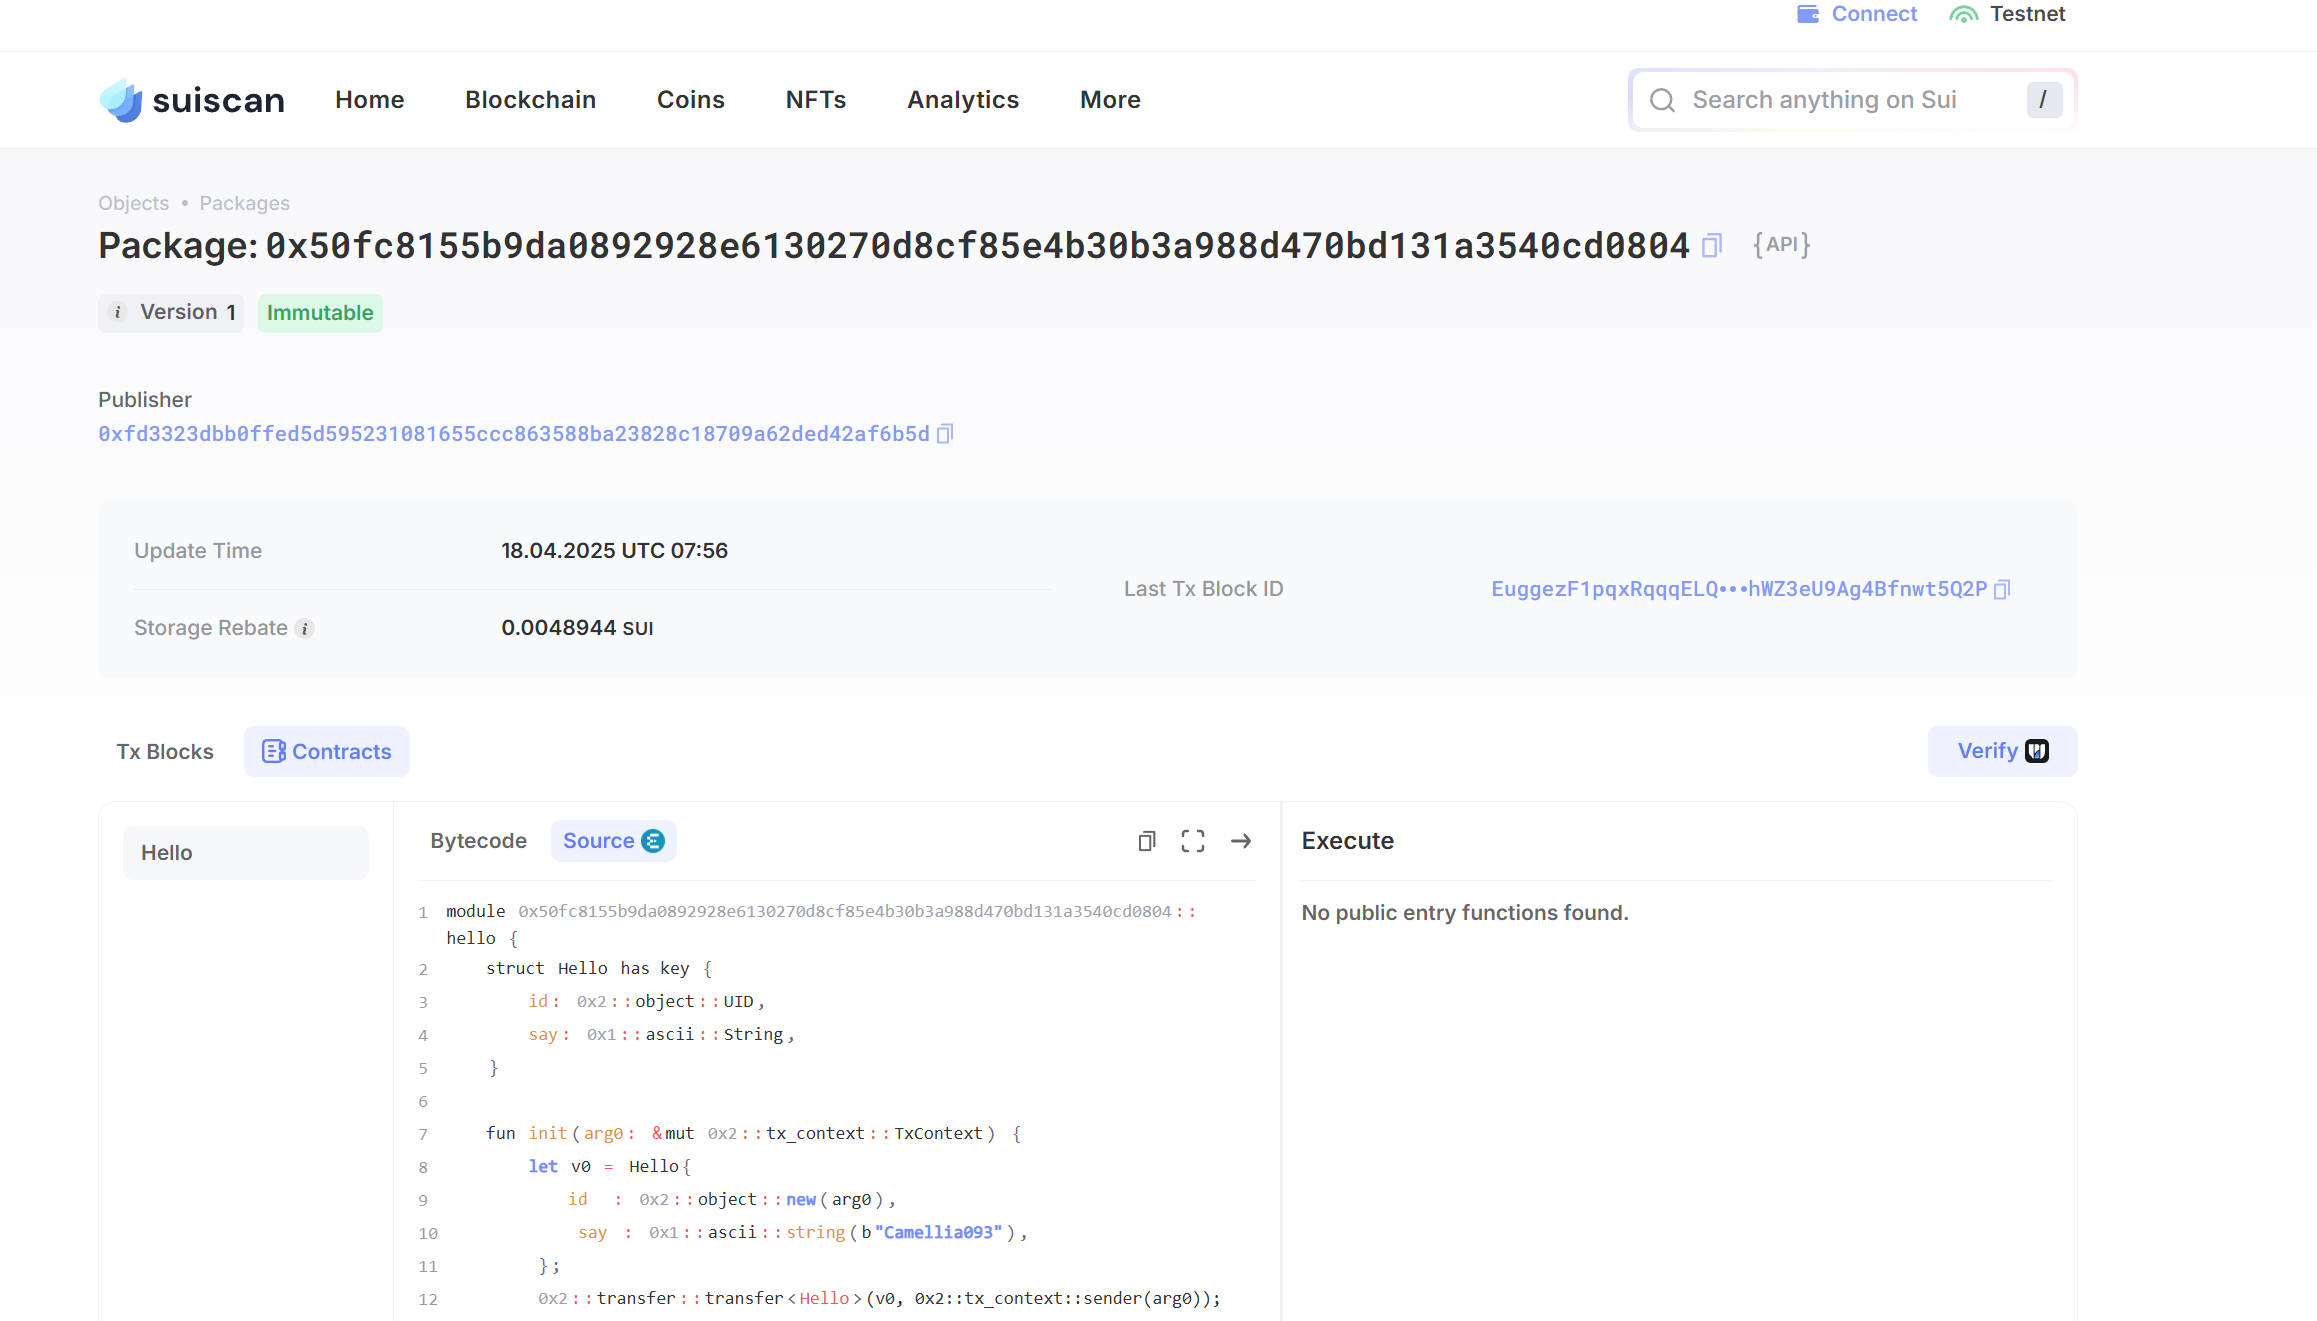 Connect Testnet
suiscan Home Blockchain Coins NFTs Analytics More Search anything on Sui /
Objects • Packages
Package: 0x50fc8155b9da0892928e6130270d8cf85e4b30b3a988d470bd131a3540cd0804 {API}
i Version 1 Immutable
Publisher
0xfd3323dbb0ffed5d595231081655ccc863588ba23828c18709a62ded42af6b5d
Update Time 18.04.2025 UTC 07:56
Last Tx Block ID EuggezF1pqxRqqqELQ•••hWZ3eU9Ag4Bfnwt5Q2P
Storage Rebate i 0.0048944 SUI
Tx Blocks Contracts Verify
Hello
Bytecode Source
1 module 0x50fc8155b9da0892928e6130270d8cf85e4b30b3a988d470bd131a3540cd0804::
hello {
2 struct Hello has key {
3 id: 0x2::object::UID,
4 say: 0x1::ascii::String,
5 }
6
7 fun init(arg0: &mut 0x2::tx_context::TxContext) {
8 let v0 = Hello{
9 id : 0x2::object::new(arg0),
10 say : 0x1::ascii::string(b"Camellia093"),
11 };
12 0x2::transfer::transfer<Hello>(v0, 0x2::tx_context::sender(arg0));
Execute
No public entry functions found.